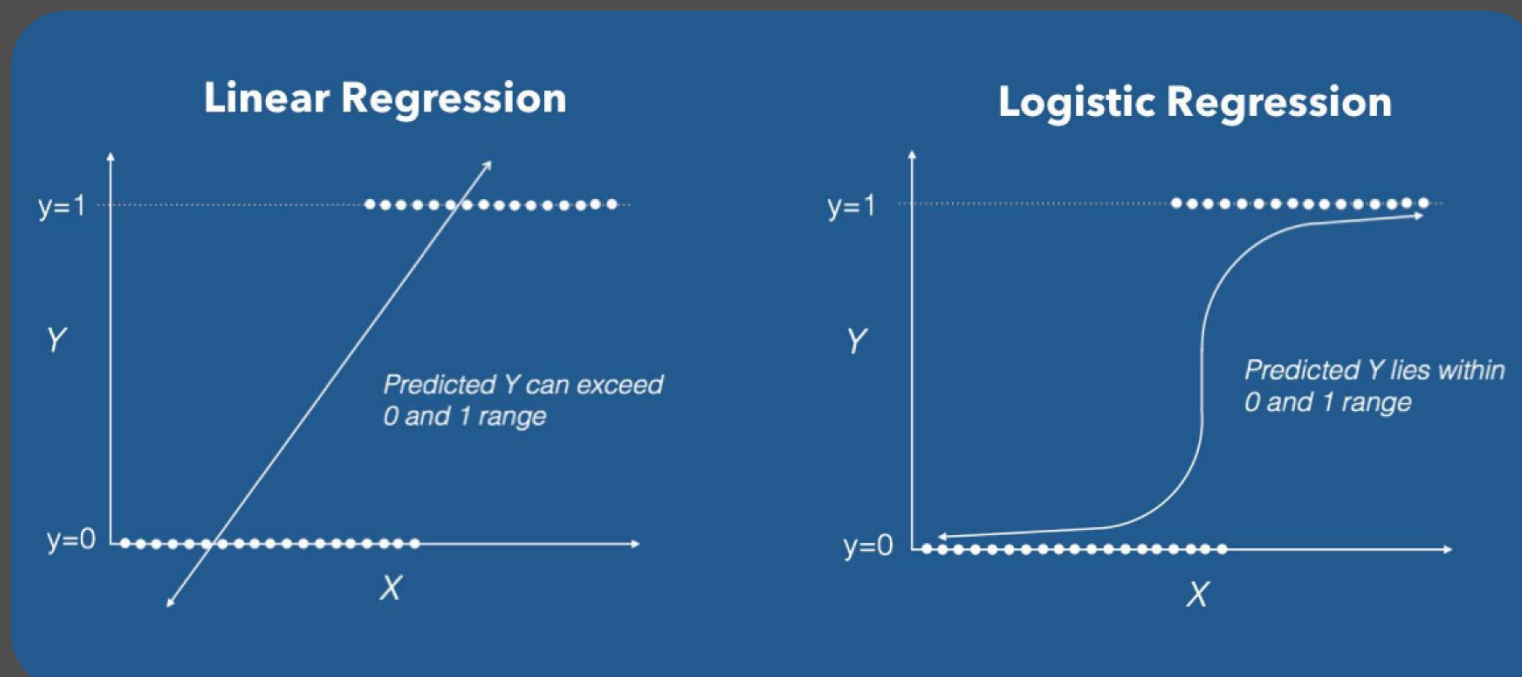 Linear Regression
y=1
Y
Predicted Y can exceed
0 and 1 range
y=0
X
Logistic Regression
y=1
Y
Predicted Y lies within
0 and 1 range
y=0
X